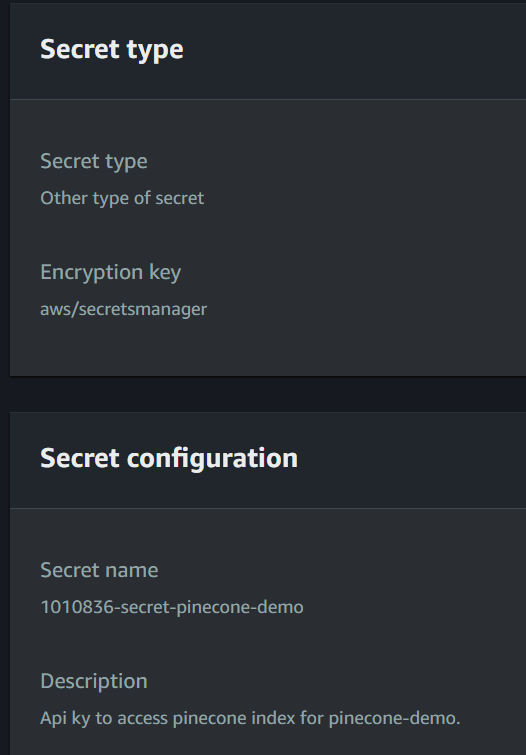 Secret type
Secret type
Other type of secret
Encryption key
aws/secretsmanager
Secret configuration
Secret name
1010836-secret-pinecone-demo
Description
Api ky to access pinecone index for pinecone-demo.